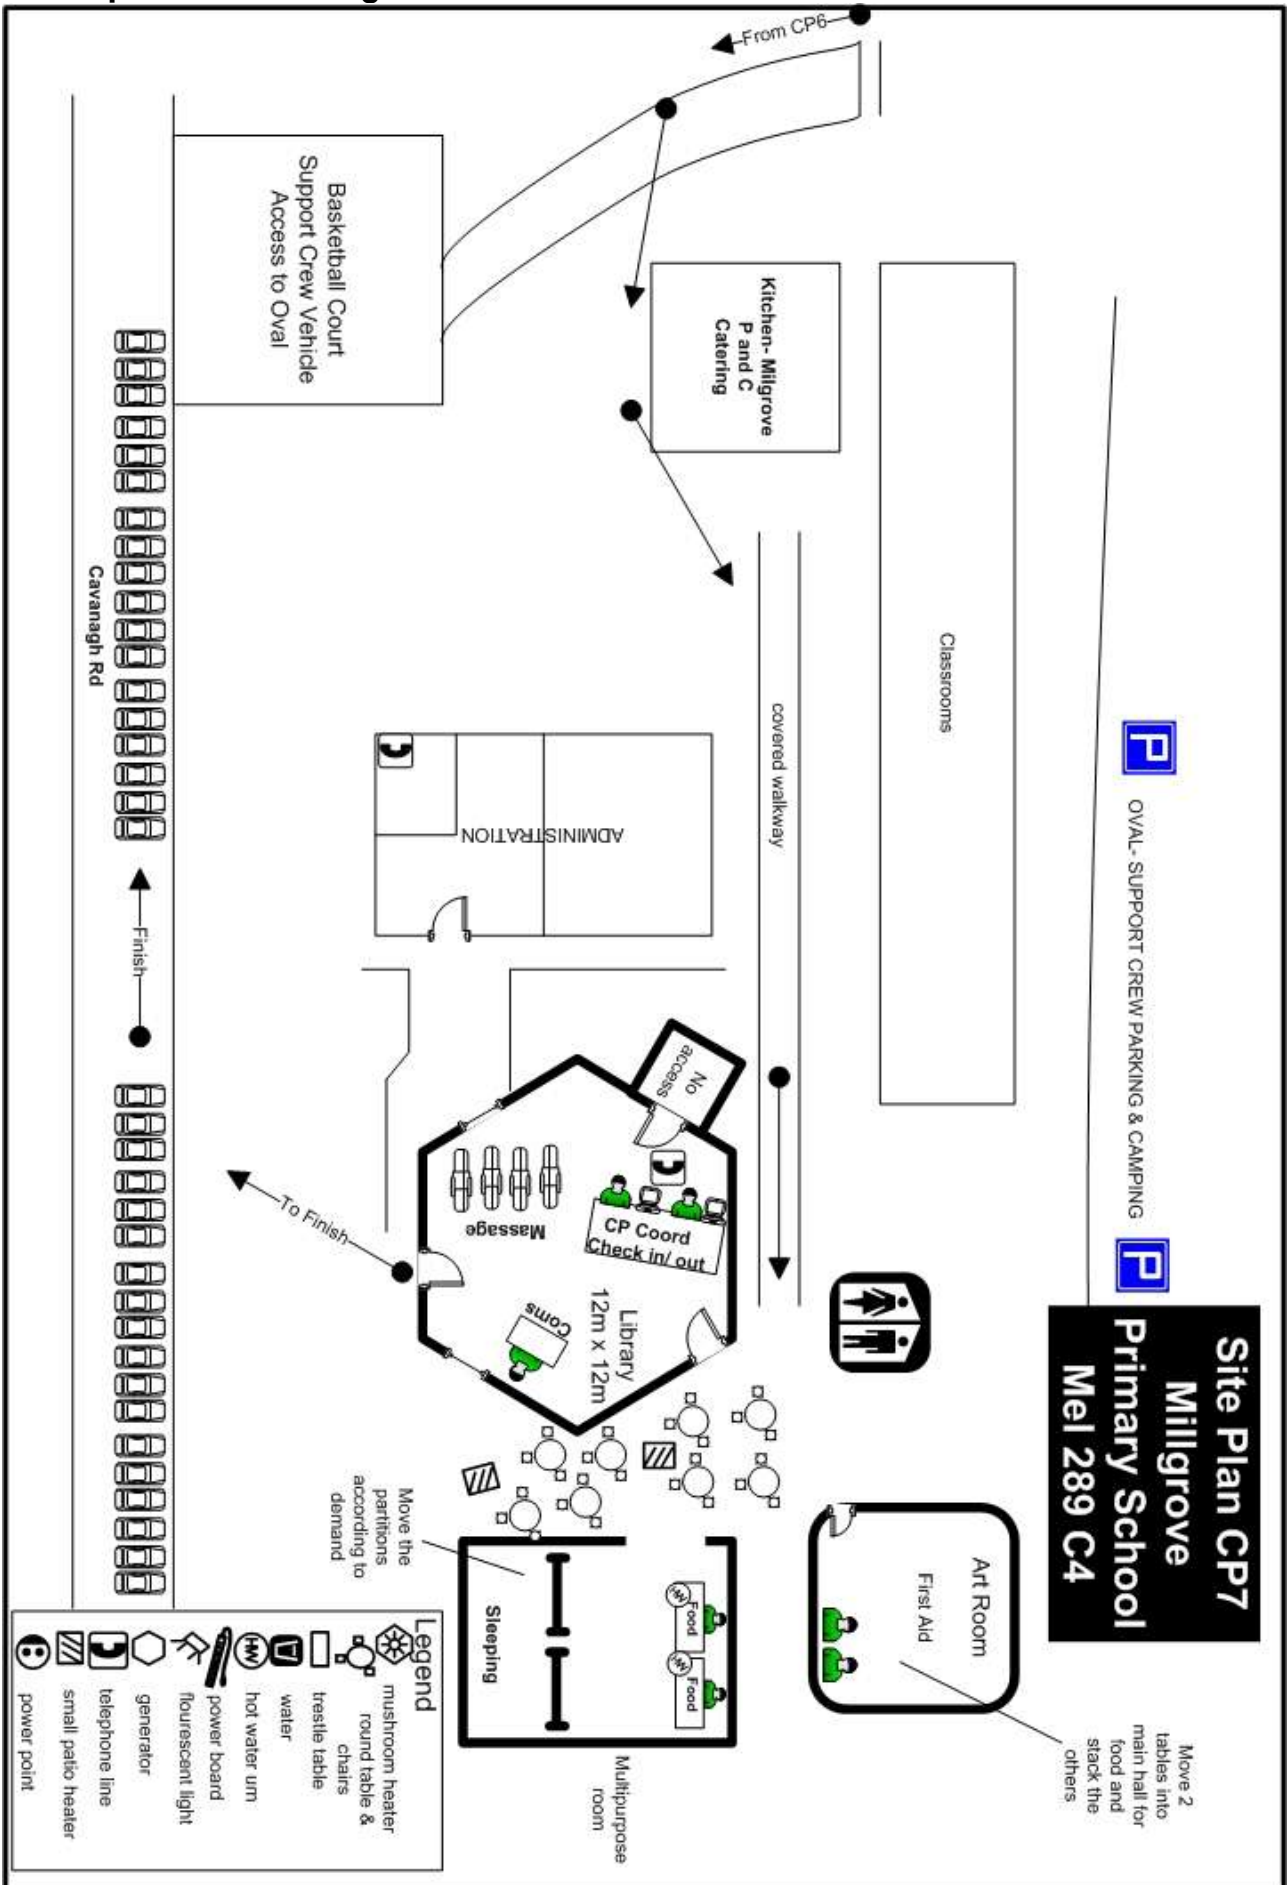 Site Plan CP7
Millgrove
Primary School
Mel 289 C4
OVAL- SUPPORT CREW PARKING & CAMPING
P
P
From CP6
Basketball Court
Support Crew Vehicle
Access to Oval
Kitchen- Milgrove
P and C
Catering
Classrooms
covered walkway
ADMINISTRATION
Cavanagh Rd
Finish
To Finish
No
access
Massage
CP Coord
Check in/ out
Library
12m x 12m
Coms
Art Room
First Aid
Move 2
tables into
main hall for
food and
stack the
others
Move the
partitions
according to
demand
Sleeping
HW
Food
HW
Food
Multipurpose
room
Legend
mushroom heater
round table &
chairs
trestle table
water
HW
hot water urn
power board
flourescent light
generator
telephone line
small patio heater
power point